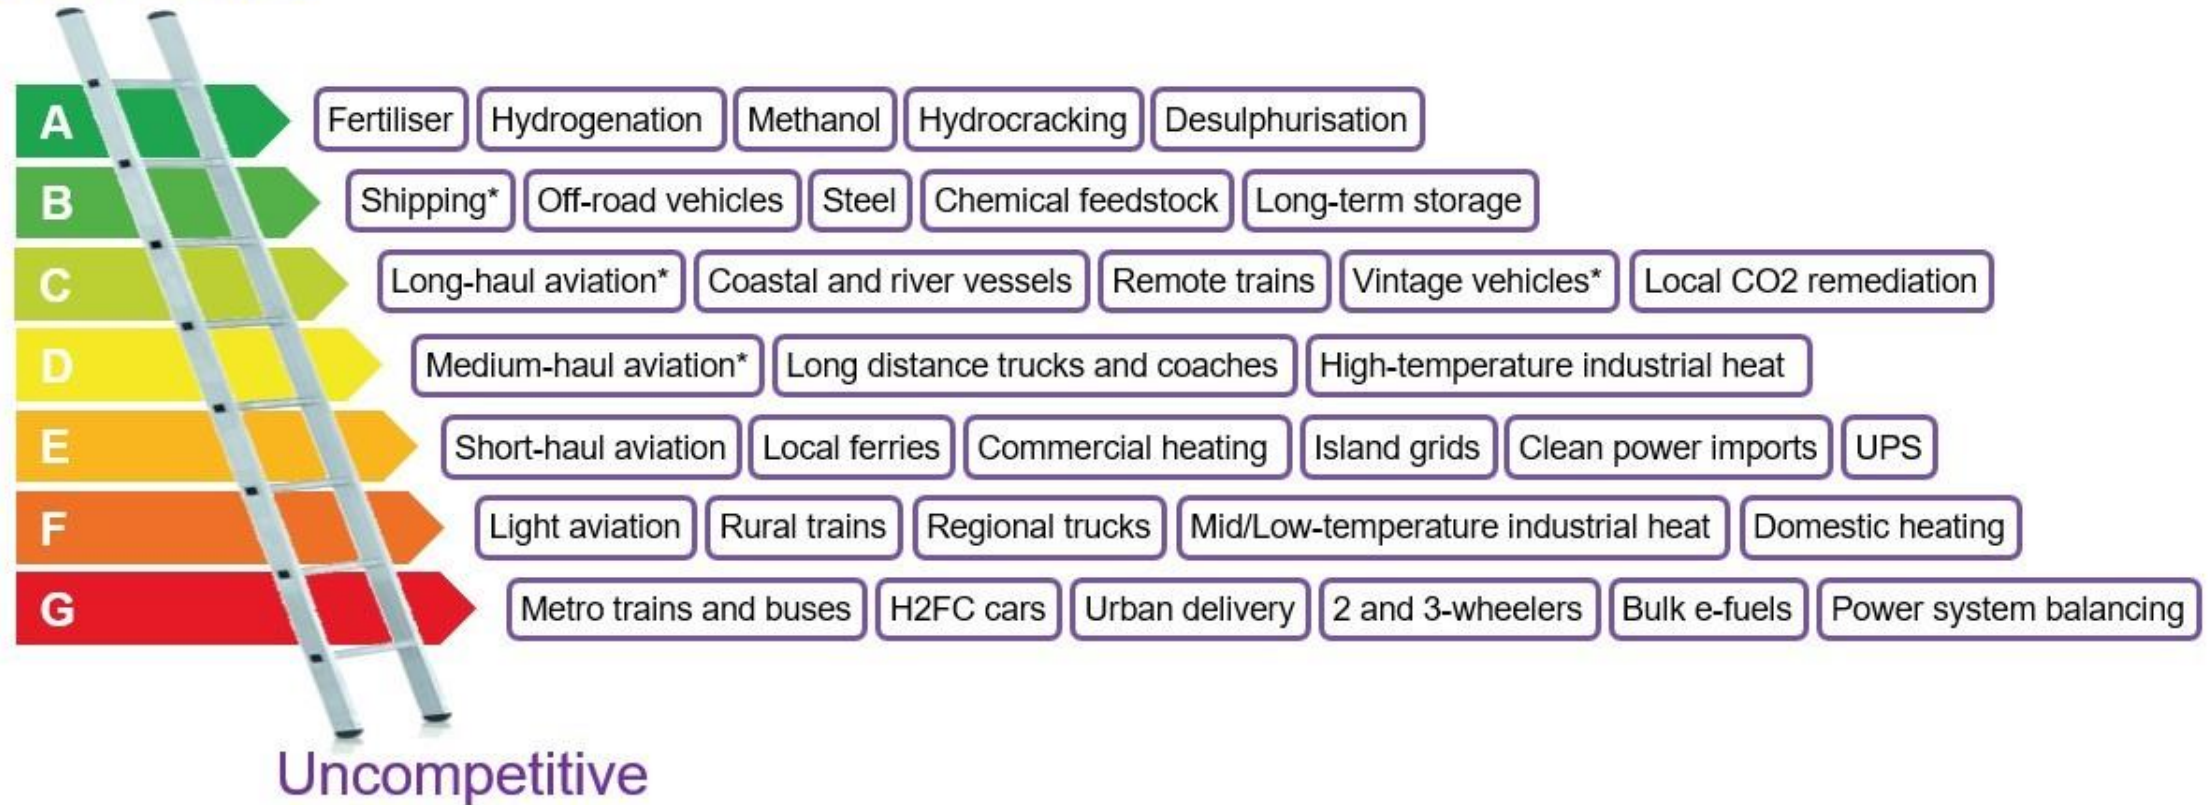 A Fertiliser Hydrogenation Methanol Hydrocracking Desulphurisation
B Shipping* Off-road vehicles Steel Chemical feedstock Long-term storage
C Long-haul aviation* Coastal and river vessels Remote trains Vintage vehicles* Local CO2 remediation
D Medium-haul aviation* Long distance trucks and coaches High-temperature industrial heat
E Short-haul aviation Local ferries Commercial heating Island grids Clean power imports UPS
F Light aviation Rural trains Regional trucks Mid/Low-temperature industrial heat Domestic heating
G Metro trains and buses H2FC cars Urban delivery 2 and 3-wheelers Bulk e-fuels Power system balancing
Uncompetitive